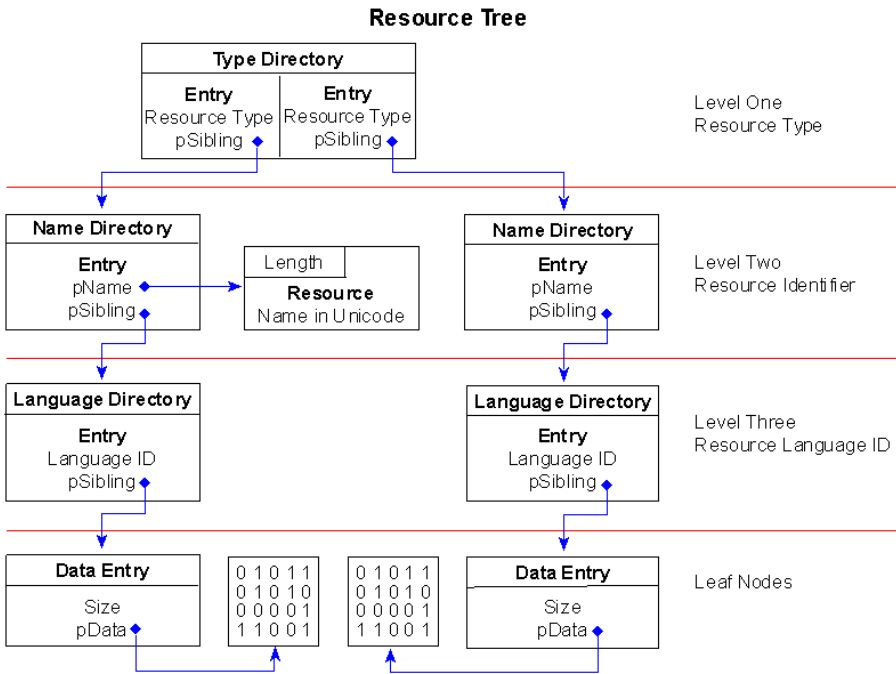 Resource Tree
Type Directory
Entry
Resource Type
pSibling
Entry
Resource Type
pSibling
Level One
Resource Type
Name Directory
Entry
pName
pSibling
Length
Resource
Name in Unicode
Name Directory
Entry
pName
pSibling
Level Two
Resource Identifier
Language Directory
Entry
Language ID
pSibling
Language Directory
Entry
Language ID
pSibling
Level Three
Resource Language ID
Data Entry
Size
pData
0 1 0 1 1
0 1 0 1 0
0 0 0 0 1
1 1 0 0 1
0 1 0 1 1
0 1 0 1 0
0 0 0 0 1
1 1 0 0 1
Data Entry
Size
pData
Leaf Nodes